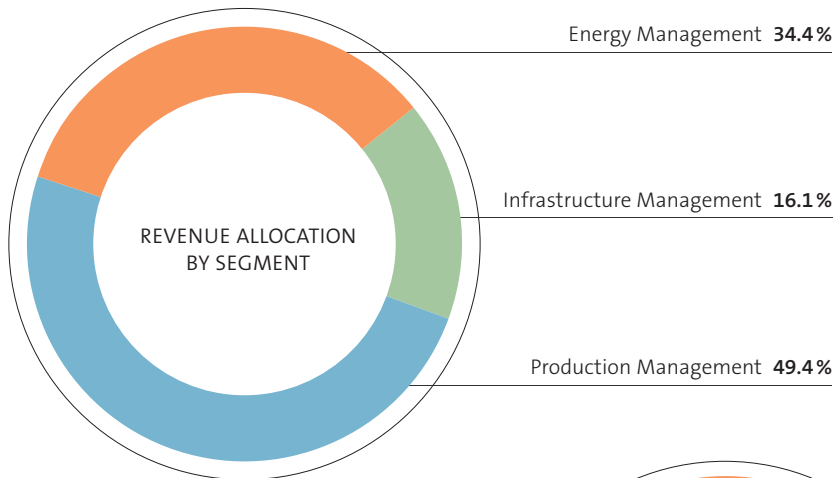 Energy Management 34.4%
Infrastructure Management 16.1%
REVENUE ALLOCATION
BY SEGMENT
Production Management 49.4%